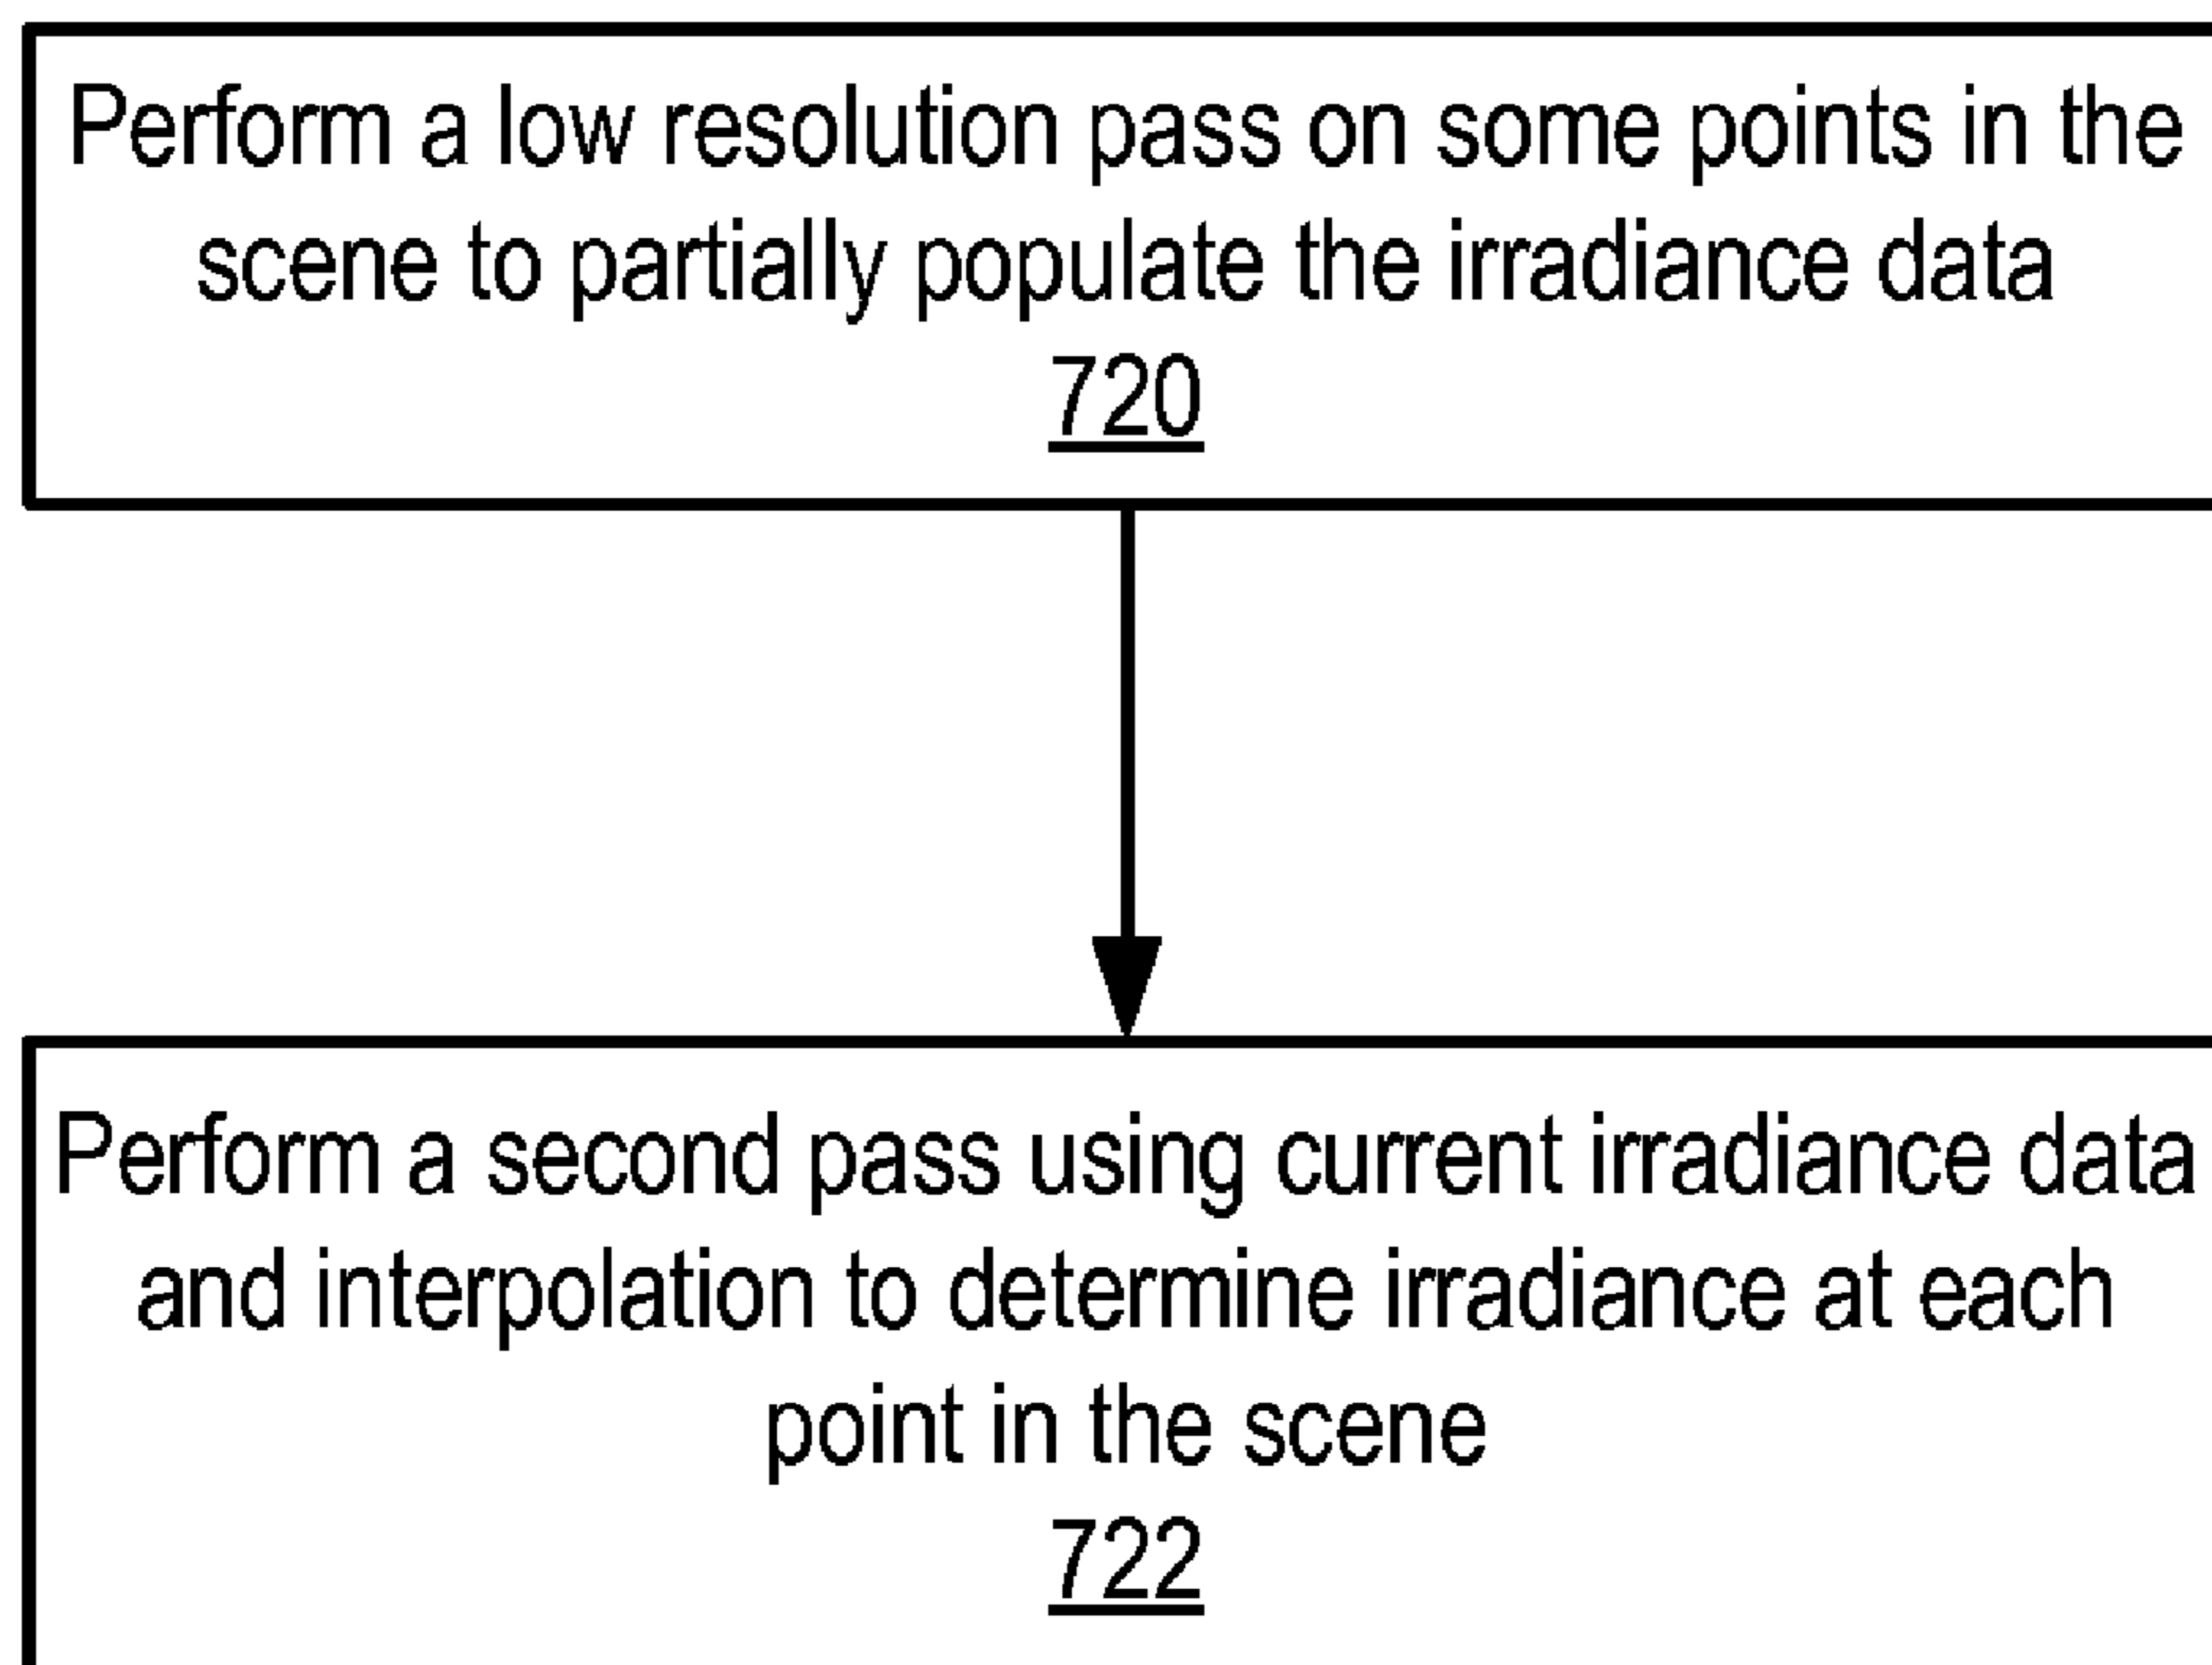 Perform a low resolution pass on some points in the
scene to partially populate the irradiance data
720
Perform a second pass using current irradiance data
and interpolation to determine irradiance at each
point in the scene
722